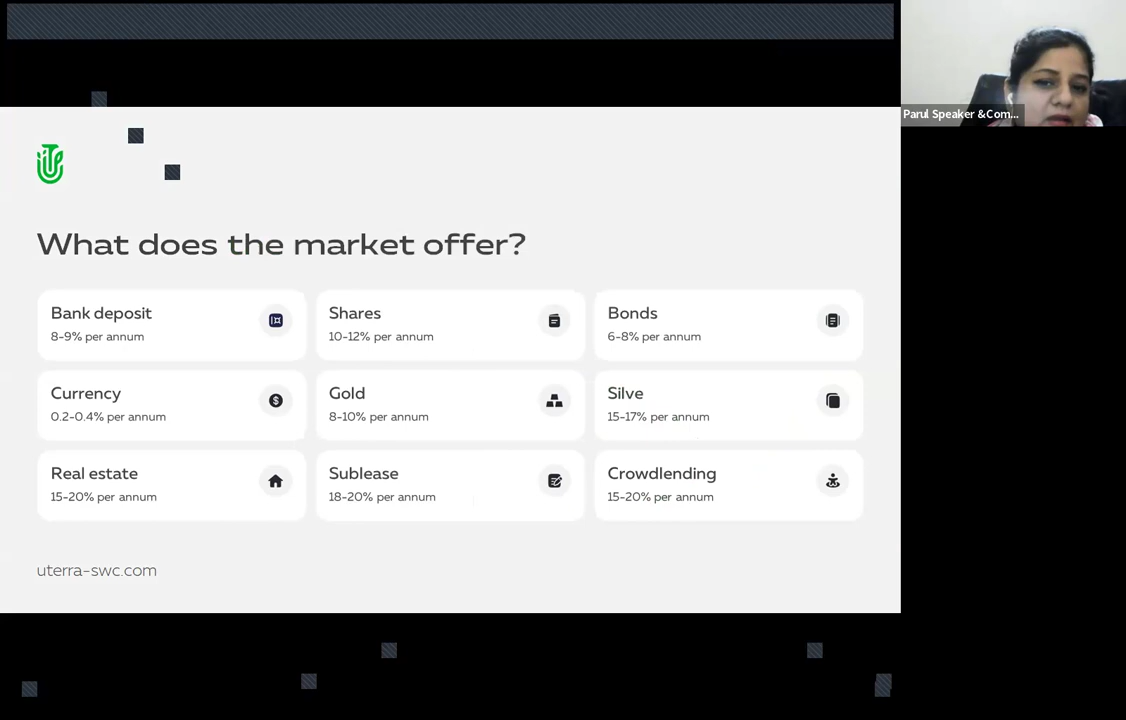 Parul Speaker &Com...
What does the market offer?
Bank deposit
8-9% per annum
Shares
10-12% per annum
Bonds
6-8% per annum
Currency
0.2-0.4% per annum
Gold
8-10% per annum
Silve
15-17% per annum
Real estate
15-20% per annum
Sublease
18-20% per annum
Crowdlending
15-20% per annum
uterra-swc.com